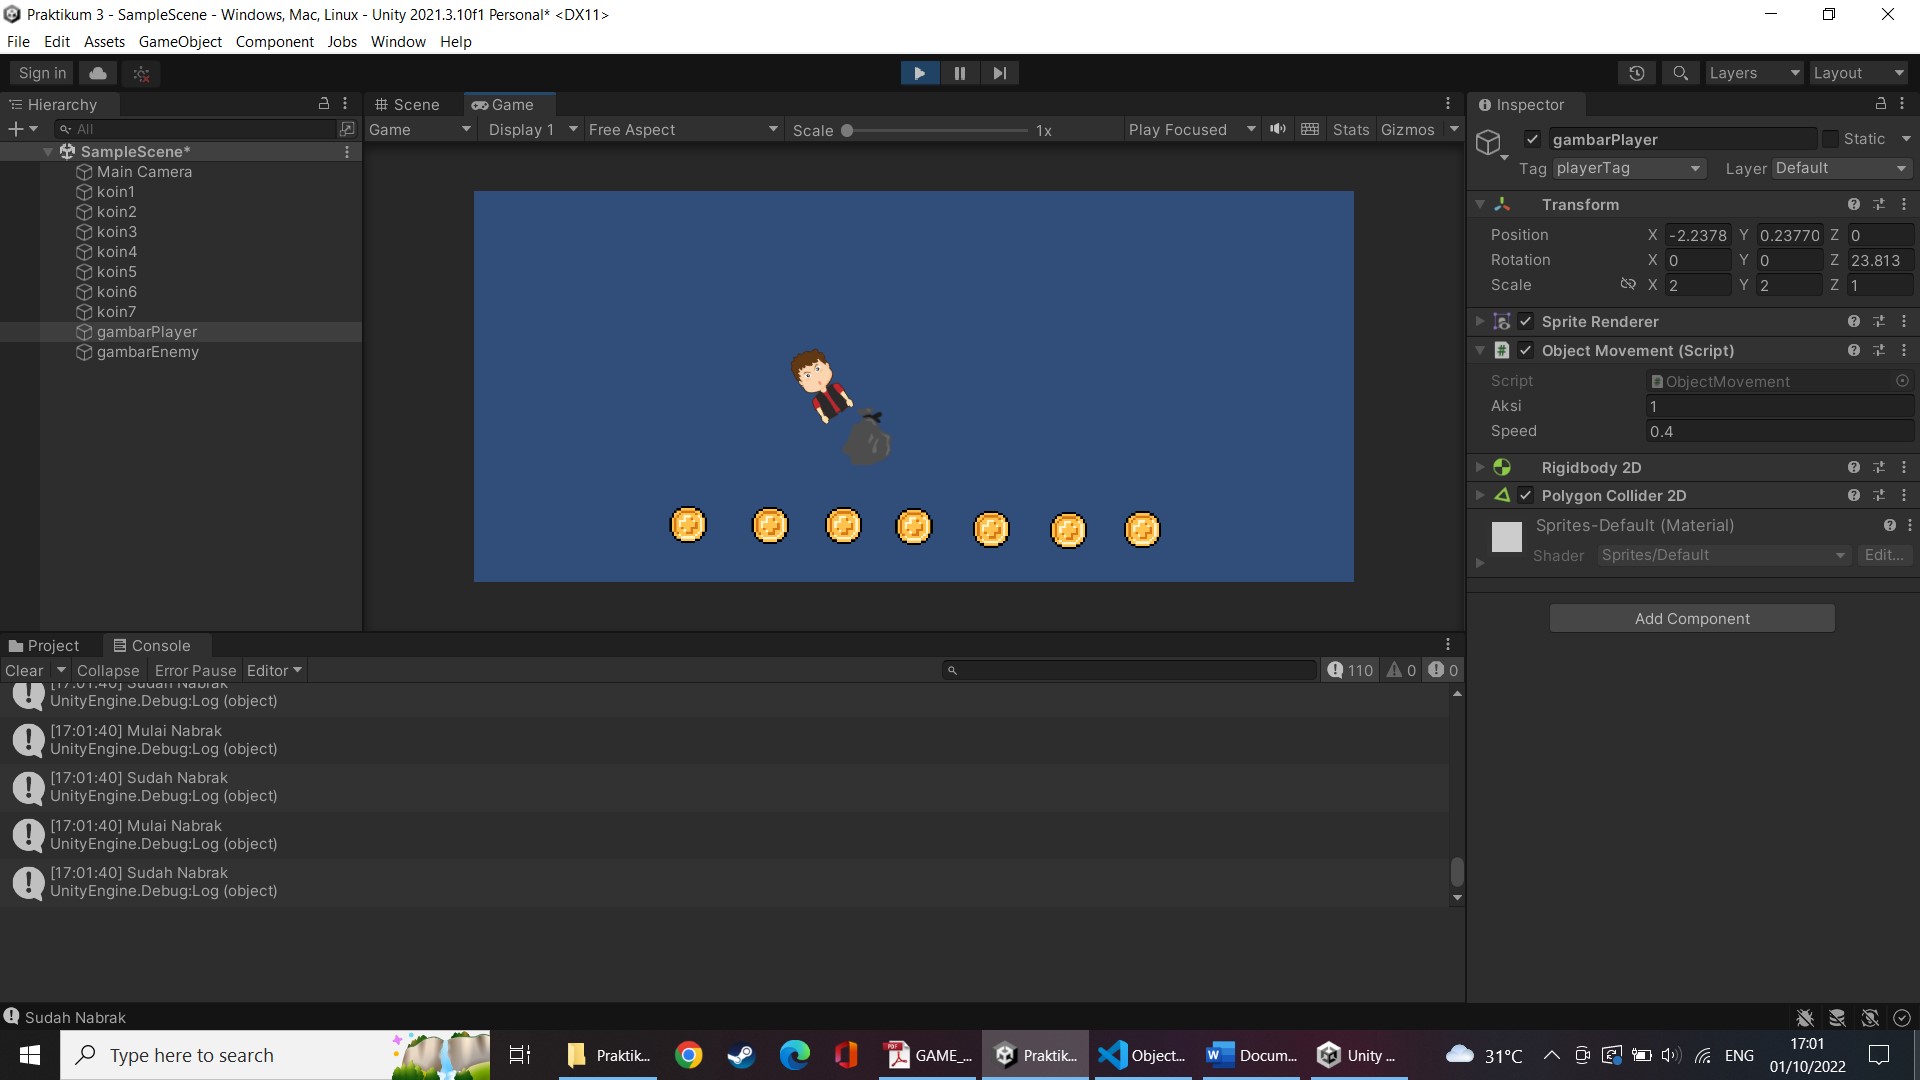 Praktikum 3 - SampleScene - Windows, Mac, Linux - Unity 2021.3.10f1 Personal* <DX11>
File Edit Assets GameObject Component Jobs Window Help
Sign in
Layers
Layout
Hierarchy
All
SampleScene*
Main Camera
koin1
koin2
koin3
koin4
koin5
koin6
koin7
gambarPlayer
gambarEnemy
Scene
Game
Game Display 1 Free Aspect Scale 1x Play Focused Stats Gizmos
Inspector
gambarPlayer Static
Tag playerTag Layer Default
Transform
Position X -2.2378 Y 0.23770 Z 0
Rotation X 0 Y 0 Z 23.813
Scale X 2 Y 2 Z 1
Sprite Renderer
Object Movement (Script)
Script ObjectMovement
Aksi 1
Speed 0.4
Rigidbody 2D
Polygon Collider 2D
Sprites-Default (Material)
Shader Sprites/Default Edit...
Add Component
Project
Console
Clear Collapse Error Pause Editor 110 0 0
[17:01:40] Sudah Nabrak
UnityEngine.Debug:Log (object)
[17:01:40] Mulai Nabrak
UnityEngine.Debug:Log (object)
[17:01:40] Sudah Nabrak
UnityEngine.Debug:Log (object)
[17:01:40] Mulai Nabrak
UnityEngine.Debug:Log (object)
[17:01:40] Sudah Nabrak
UnityEngine.Debug:Log (object)
Sudah Nabrak
Type here to search
Praktik...
GAME_...
Praktik...
Object...
Docum...
Unity ...
31°C
ENG
17:01
01/10/2022